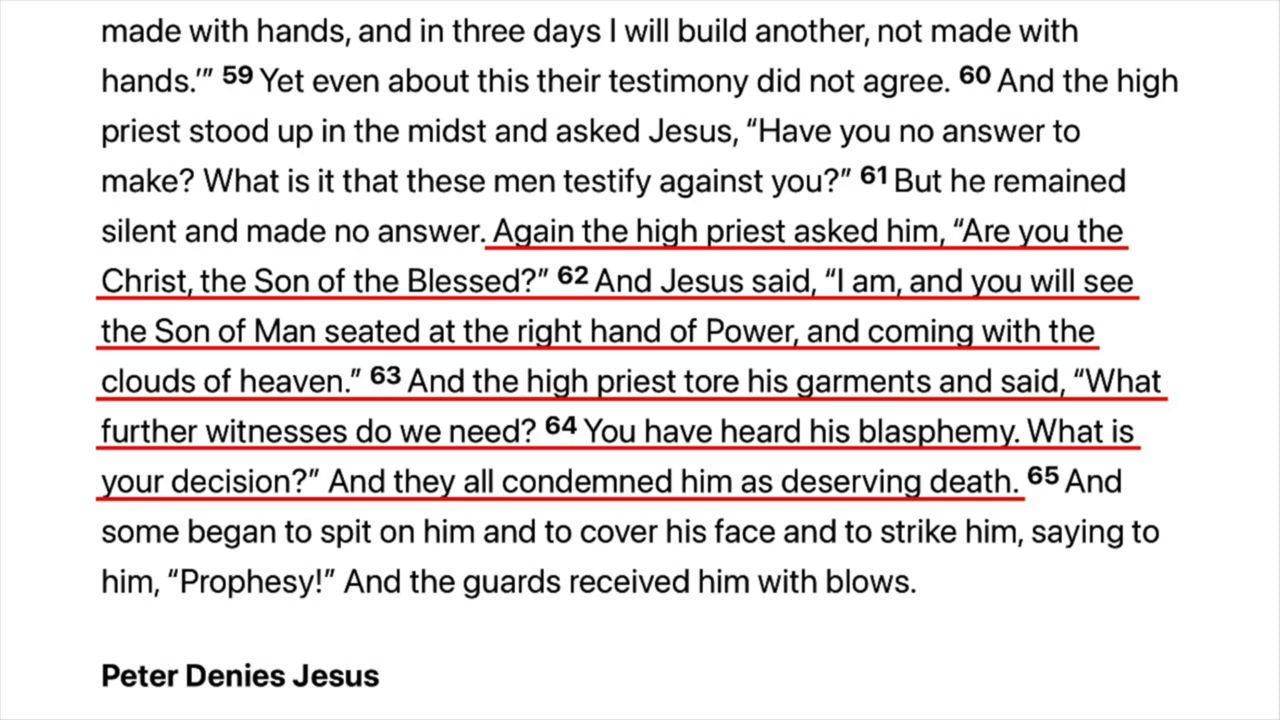 made with hands, and in three days I will build another, not made with
hands.’” 59 Yet even about this their testimony did not agree. 60 And the high
priest stood up in the midst and asked Jesus, “Have you no answer to
make? What is it that these men testify against you?” 61 But he remained
silent and made no answer. Again the high priest asked him, “Are you the
Christ, the Son of the Blessed?” 62 And Jesus said, “I am, and you will see
the Son of Man seated at the right hand of Power, and coming with the
clouds of heaven.” 63 And the high priest tore his garments and said, “What
further witnesses do we need? 64 You have heard his blasphemy. What is
your decision?” And they all condemned him as deserving death. 65 And
some began to spit on him and to cover his face and to strike him, saying to
him, “Prophesy!” And the guards received him with blows.
Peter Denies Jesus